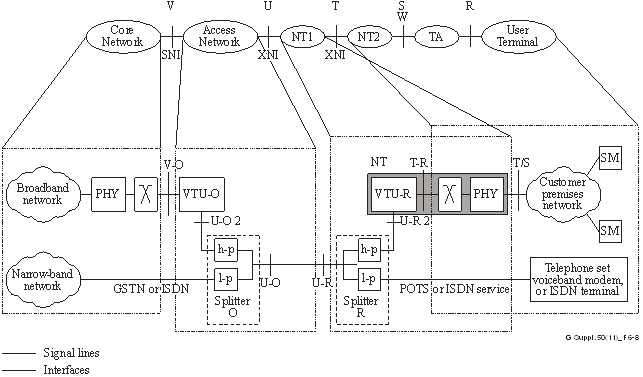 V U T S R
W
Core
Network
Access
Network
NT1
NT2
TA
User
Terminal
SNI
XNI
XNI
V-O
NT
T-R
T/S
SM
Broadband
network
PHY
VTU-O
VTU-R
PHY
Customer
premises
network
U-O 2
U-R 2
SM
h-p
h-p
Narrow-band
network
GSTN or ISDN
l-p
U-O
U-R
l-p
POTS or ISDN service
Telephone set
voiceband modem,
or ISDN terminal
Splitter
O
Splitter
R
G Suppl.50(11)_F6-8
Signal lines
Interfaces